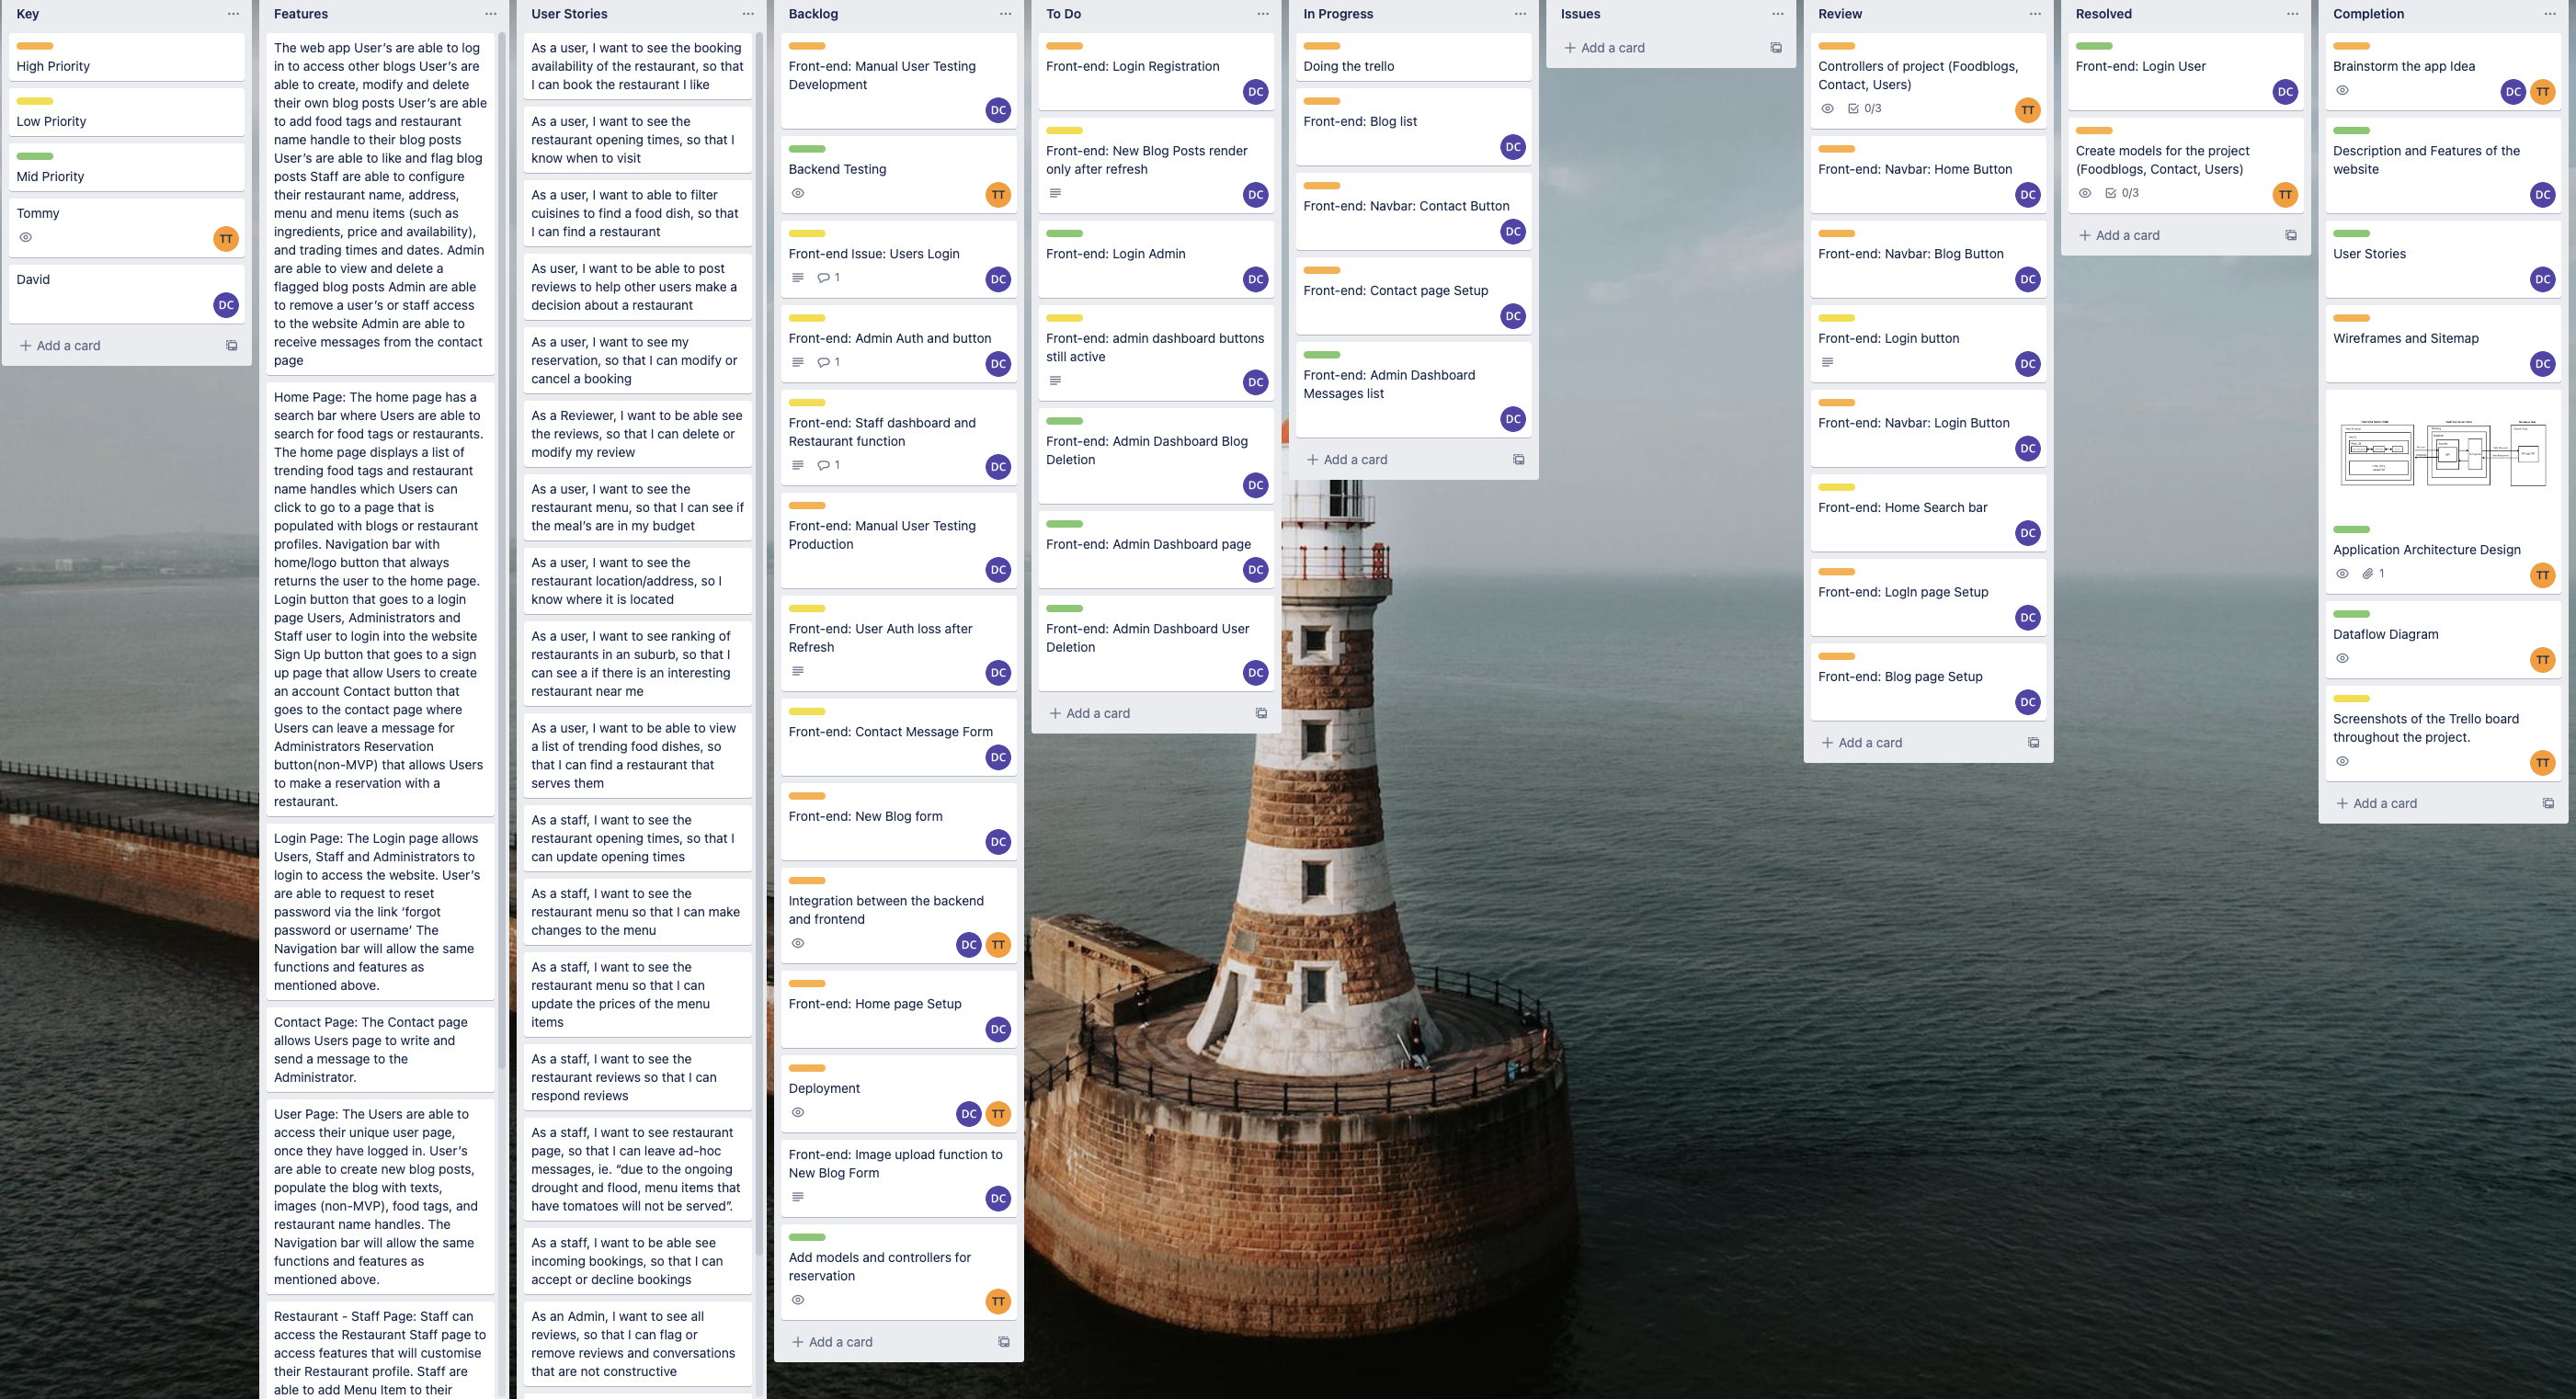 Key
High Priority
Low Priority
Mid Priority
Tommy
TT
David
DC
Add a card
Features
The web app User's are able to log
in to access other blogs User's are
able to create, modify and delete
their own blog posts User's are able
to add food tags and restaurant
name handle to their blog posts
User's are able to like and flag blog
posts Staff are able to configure
their restaurant name, address,
menu and menu items (such as
ingredients, price and availability),
and trading times and dates. Admin
are able to view and delete a
flagged blog posts Admin are able
to remove a user's or staff access
to the website Admin are able to
receive messages from the contact
page
Home Page: The home page has a
search bar where Users are able to
search for food tags or restaurants.
The home page displays a list of
trending food tags and restaurant
name handles which Users can
click to go to a page that is
populated with blogs or restaurant
profiles. Navigation bar with
home/logo button that always
returns the user to the home page.
Login button that goes to a login
page Users, Administrators and
Staff user to login into the website
Sign Up button that goes to a sign
up page that allow Users to create
an account Contact button that
goes to the contact page where
Users can leave a message for
Administrators Reservation
button(non-MVP) that allows Users
to make a reservation with a
restaurant.
Login Page: The Login page allows
Users, Staff and Administrators to
login to access the website. User's
are able to request to reset
password via the link 'forgot
password or username' The
Navigation bar will allow the same
functions and features as
mentioned above.
Contact Page: The Contact page
allows Users page to write and
send a message to the
Administrator.
User Page: The Users are able to
access their unique user page,
once they have logged in. User's
are able to create new blog posts,
populate the blog with texts,
images (non-MVP), food tags, and
restaurant name handles. The
Navigation bar will allow the same
functions and features as
mentioned above.
Restaurant - Staff Page: Staff can
access the Restaurant Staff page to
access features that will customise
their Restaurant profile. Staff are
able to add Menu Item to their
User Stories
As a user, I want to see the booking
availability of the restaurant, so that
I can book the restaurant I like
As a user, I want to see the
restaurant opening times, so that I
know when to visit
As a user, I want to able to filter
cuisines to find a food dish, so that
I can find a restaurant
As user, I want to be able to post
reviews to help other users make a
decision about a restaurant
As a user, I want to see my
reservation, so that I can modify or
cancel a booking
As a Reviewer, I want to be able see
the reviews, so that I can delete or
modify my review
As a user, I want to see the
restaurant menu, so that I can see if
the meal's are in my budget
As a user, I want to see the
restaurant location/address, so I
know where it is located
As a user, I want to see ranking of
restaurants in an suburb, so that I
can see a if there is an interesting
restaurant near me
As a user, I want to be able to view
a list of trending food dishes, so
that I can find a restaurant that
serves them
As a staff, I want to see the
restaurant opening times, so that I
can update opening times
As a staff, I want to see the
restaurant menu so that I can make
changes to the menu
As a staff, I want to see the
restaurant menu so that I can
update the prices of the menu
items
As a staff, I want to see the
restaurant reviews so that I can
respond reviews
As a staff, I want to see restaurant
page, so that I can leave ad-hoc
messages, ie. "due to the ongoing
drought and flood, menu items that
have tomatoes will not be served".
As a staff, I want to be able see
incoming bookings, so that I can
accept or decline bookings
As an Admin, I want to see all
reviews, so that I can flag or
remove reviews and conversations
that are not constructive
Backlog
Front-end: Manual User Testing
Development
DC
Backend Testing
TT
Front-end Issue: Users Login
1
DC
Front-end: Admin Auth and button
1
DC
Front-end: Staff dashboard and
Restaurant function
1
DC
Front-end: Manual User Testing
Production
DC
Front-end: User Auth loss after
Refresh
DC
Front-end: Contact Message Form
DC
Front-end: New Blog form
DC
Integration between the backend
and frontend
DC TT
Front-end: Home page Setup
DC
Deployment
DC TT
Front-end: Image upload function to
New Blog Form
DC
Add models and controllers for
reservation
TT
Add a card
To Do
Front-end: Login Registration
DC
Front-end: New Blog Posts render
only after refresh
DC
Front-end: Login Admin
DC
Front-end: admin dashboard buttons
still active
DC
Front-end: Admin Dashboard Blog
Deletion
DC
Front-end: Admin Dashboard page
DC
Front-end: Admin Dashboard User
Deletion
DC
Add a card
In Progress
Doing the trello
Front-end: Blog list
DC
Front-end: Navbar: Contact Button
DC
Front-end: Contact page Setup
DC
Front-end: Admin Dashboard
Messages list
DC
Add a card
Issues
Add a card
Review
Controllers of project (Foodblogs,
Contact, Users)
0/3
TT
Front-end: Navbar: Home Button
DC
Front-end: Navbar: Blog Button
DC
Front-end: Login button
DC
Front-end: Navbar: Login Button
DC
Front-end: Home Search bar
DC
Front-end: LogIn page Setup
DC
Front-end: Blog page Setup
DC
Add a card
Resolved
Front-end: Login User
DC
Create models for the project
(Foodblogs, Contact, Users)
0/3
TT
Add a card
Completion
Brainstorm the app Idea
DC TT
Description and Features of the
website
DC
User Stories
DC
Wireframes and Sitemap
DC
Application Architecture Design
1
TT
Dataflow Diagram
TT
Screenshots of the Trello board
throughout the project.
TT
Add a card